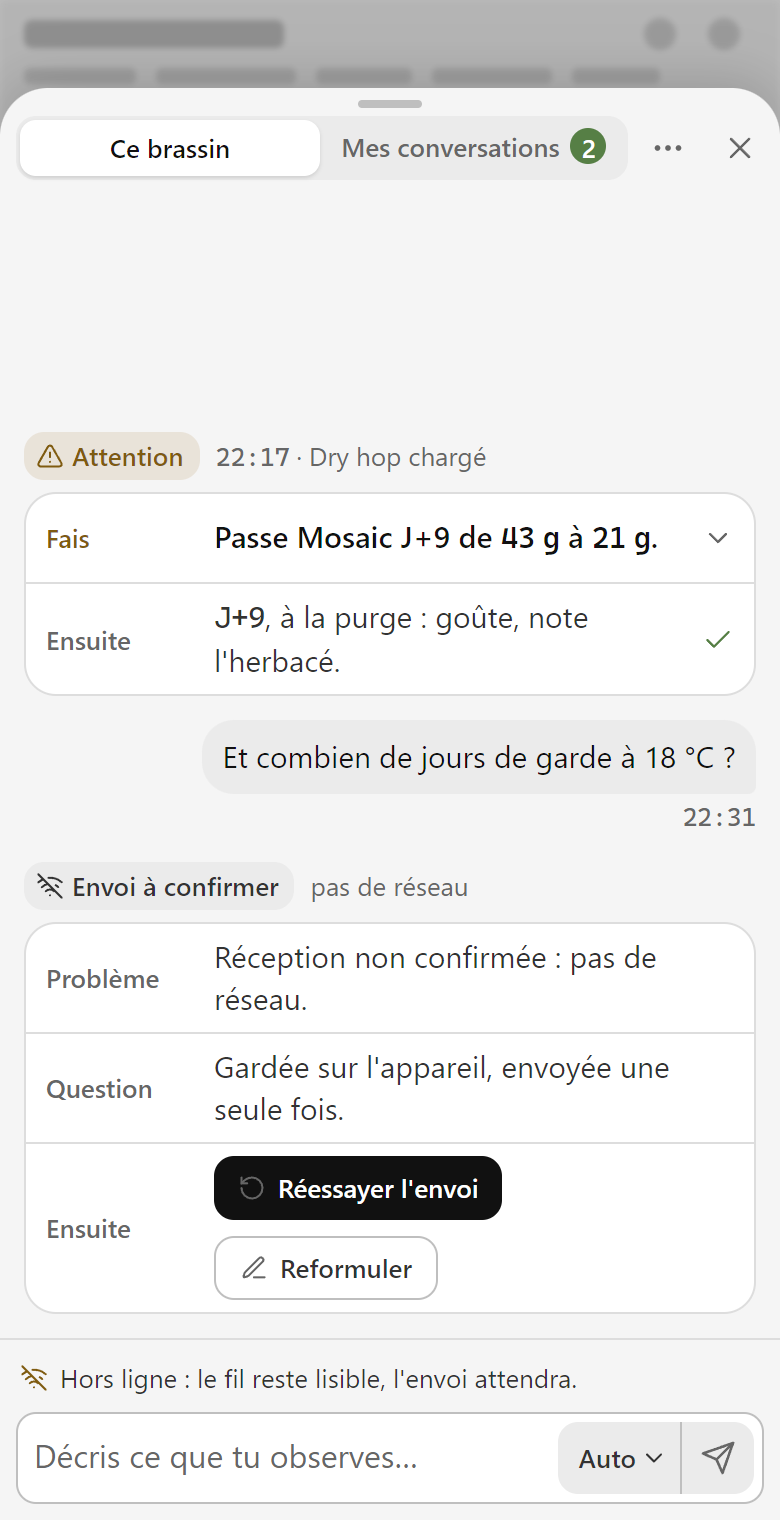 Ce brassin
Mes conversations 2
Attention 22:17 · Dry hop chargé
Fais Passe Mosaic J+9 de 43 g à 21 g.
Ensuite J+9, à la purge : goûte, note
l'herbacé.
Et combien de jours de garde à 18 °C ?
22:31
Envoi à confirmer pas de réseau
Problème Réception non confirmée : pas de
réseau.
Question Gardée sur l'appareil, envoyée une
seule fois.
Ensuite Réessayer l'envoi
Reformuler
Hors ligne : le fil reste lisible, l'envoi attendra.
Décris ce que tu observes... Auto